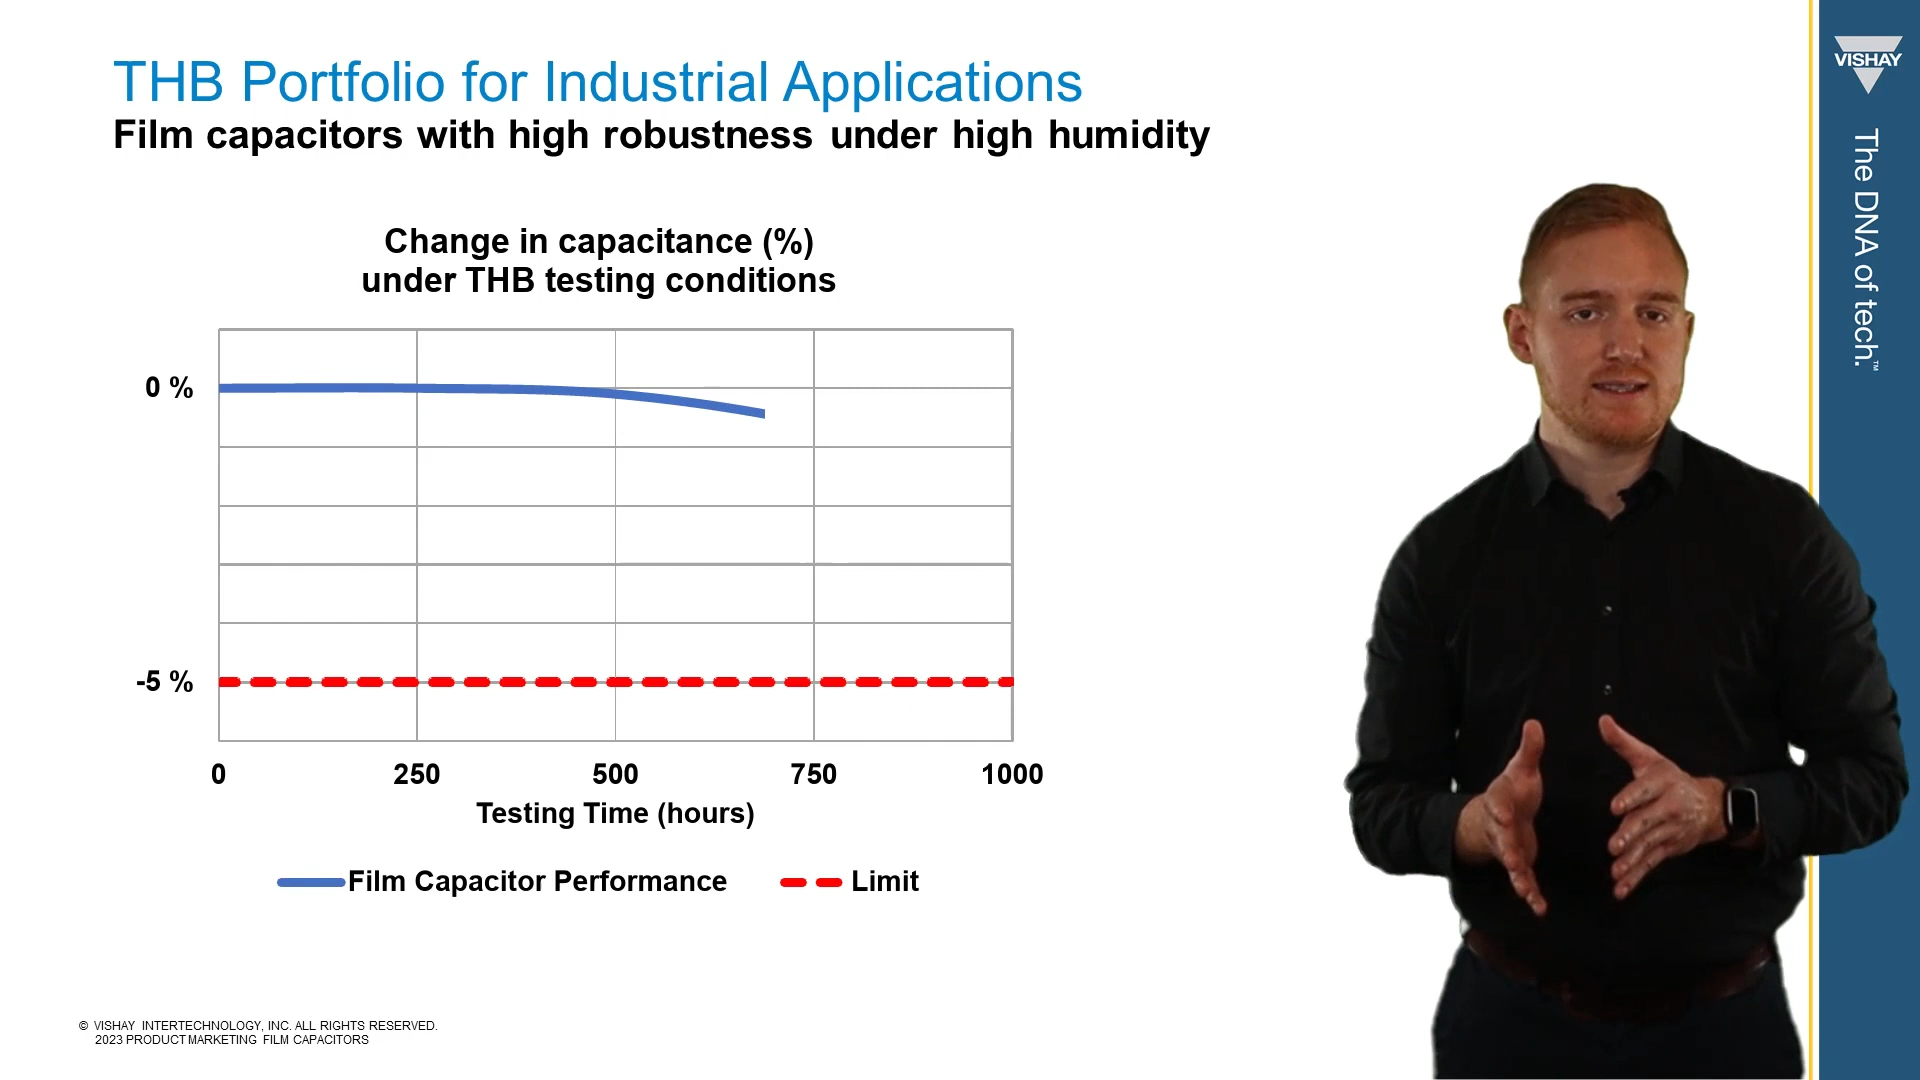 THB Portfolio for Industrial Applications
Film capacitors with high robustness under high humidity
VISHAY
The DNA of tech.™
Change in capacitance (%)
under THB testing conditions
0 %
-5 %
0 250 500 750 1000
Testing Time (hours)
Film Capacitor Performance Limit
© VISHAY INTERTECHNOLOGY, INC. ALL RIGHTS RESERVED.
2023 PRODUCT MARKETING FILM CAPACITORS